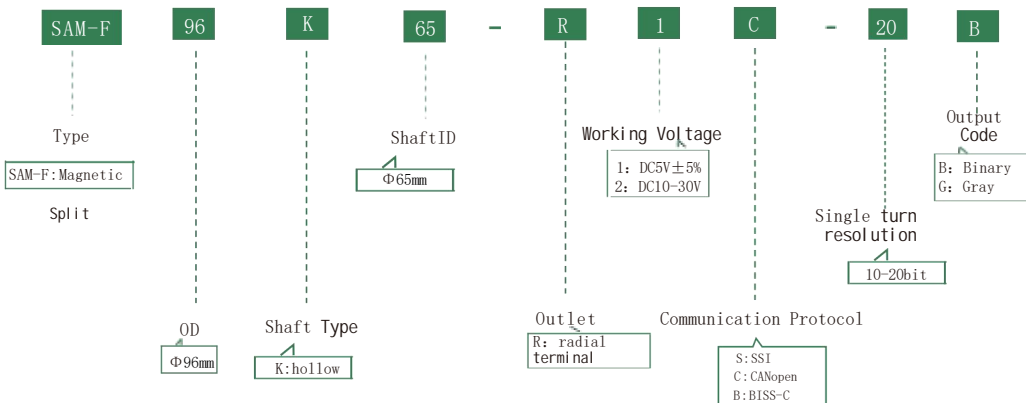 SAM-F 96 K 65 - R 1 C - 20 B
Type
SAM-F:Magnetic
Split
OD
Φ96mm
Shaft Type
K:hollow
ShaftID
Φ65mm
Outlet
R: radial
terminal
Working Voltage
1: DC5V±5%
2: DC10-30V
Communication Protocol
S:SSI
C:CANopen
B:BISS-C
Single turn
resolution
10-20bit
Output
Code
B: Binary
G: Gray